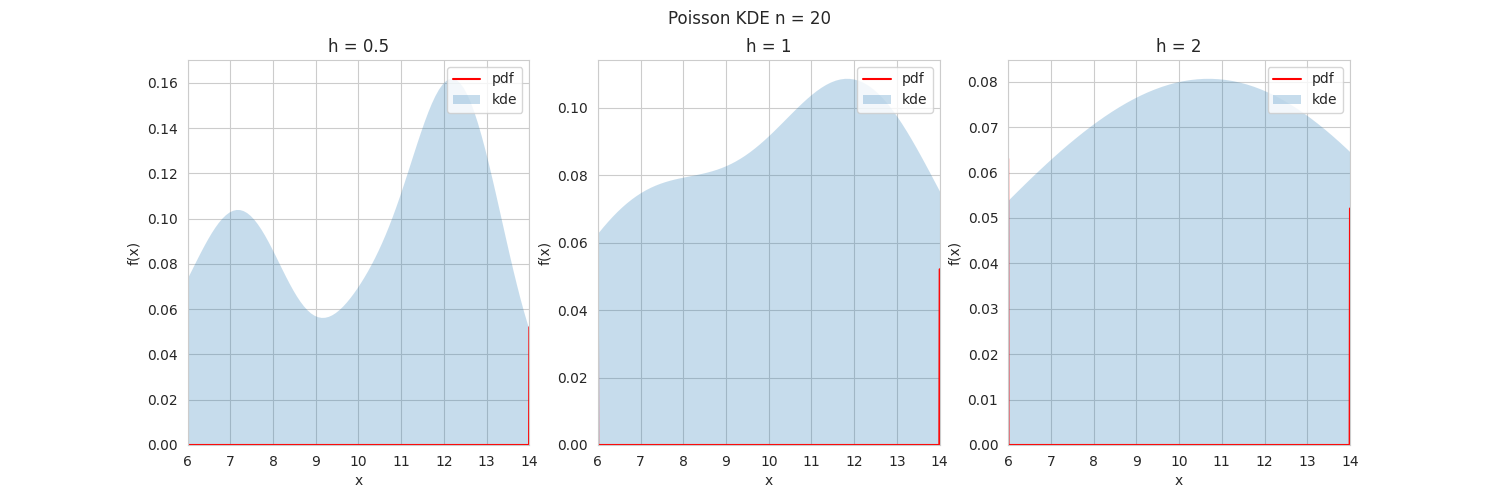 Poisson KDE n = 20
h = 0.5
f(x)
0.16
0.14
0.12
0.10
0.08
0.06
0.04
0.02
0.00
6 7 8 9 10 11 12 13 14
x
pdf
kde
h = 1
f(x)
0.10
0.08
0.06
0.04
0.02
0.00
6 7 8 9 10 11 12 13 14
x
pdf
kde
h = 2
f(x)
0.08
0.07
0.06
0.05
0.04
0.03
0.02
0.01
0.00
6 7 8 9 10 11 12 13 14
x
pdf
kde